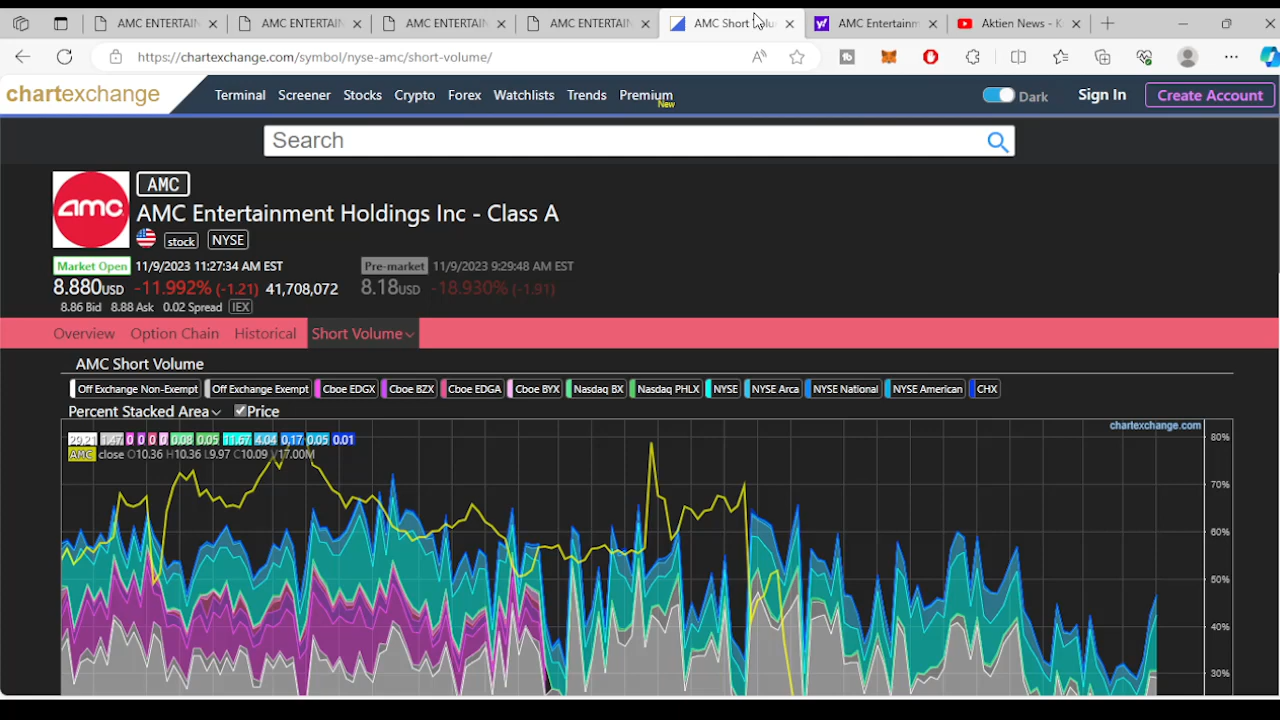 AMC ENTERTAIN
AMC ENTERTAIN
AMC ENTERTAIN
AMC ENTERTAIN
AMC Short Volu
AMC Entertainm
Aktien News - K
https://chartexchange.com/symbol/nyse-amc/short-volume/
chartexchange
Terminal Screener Stocks Crypto Forex Watchlists Trends Premium
New
Dark
Sign In
Create Account
Search
amc
AMC
AMC Entertainment Holdings Inc - Class A
stock NYSE
Market Open 11/9/2023 11:27:34 AM EST
Pre-market 11/9/2023 9:29:48 AM EST
8.880USD -11.992% (-1.21) 41,708,072
8.18USD -18.930% (-1.91)
8.86 Bid 8.88 Ask 0.02 Spread IEX
Overview Option Chain Historical Short Volume
AMC Short Volume
Off Exchange Non-Exempt Off Exchange Exempt Cboe EDGX Cboe BZX Cboe EDGA Cboe BYX Nasdaq BX Nasdaq PHLX NYSE NYSE Arca NYSE National NYSE American CHX
Percent Stacked Area Price
chartexchange.com
29.21 1.47 0 0 0 0 0.08 0.05 11.67 4.04 0.17 0.05 0.01
AMC close O10.36 H10.36 L9.97 C10.09 V17.00M
80%
70%
60%
50%
40%
30%